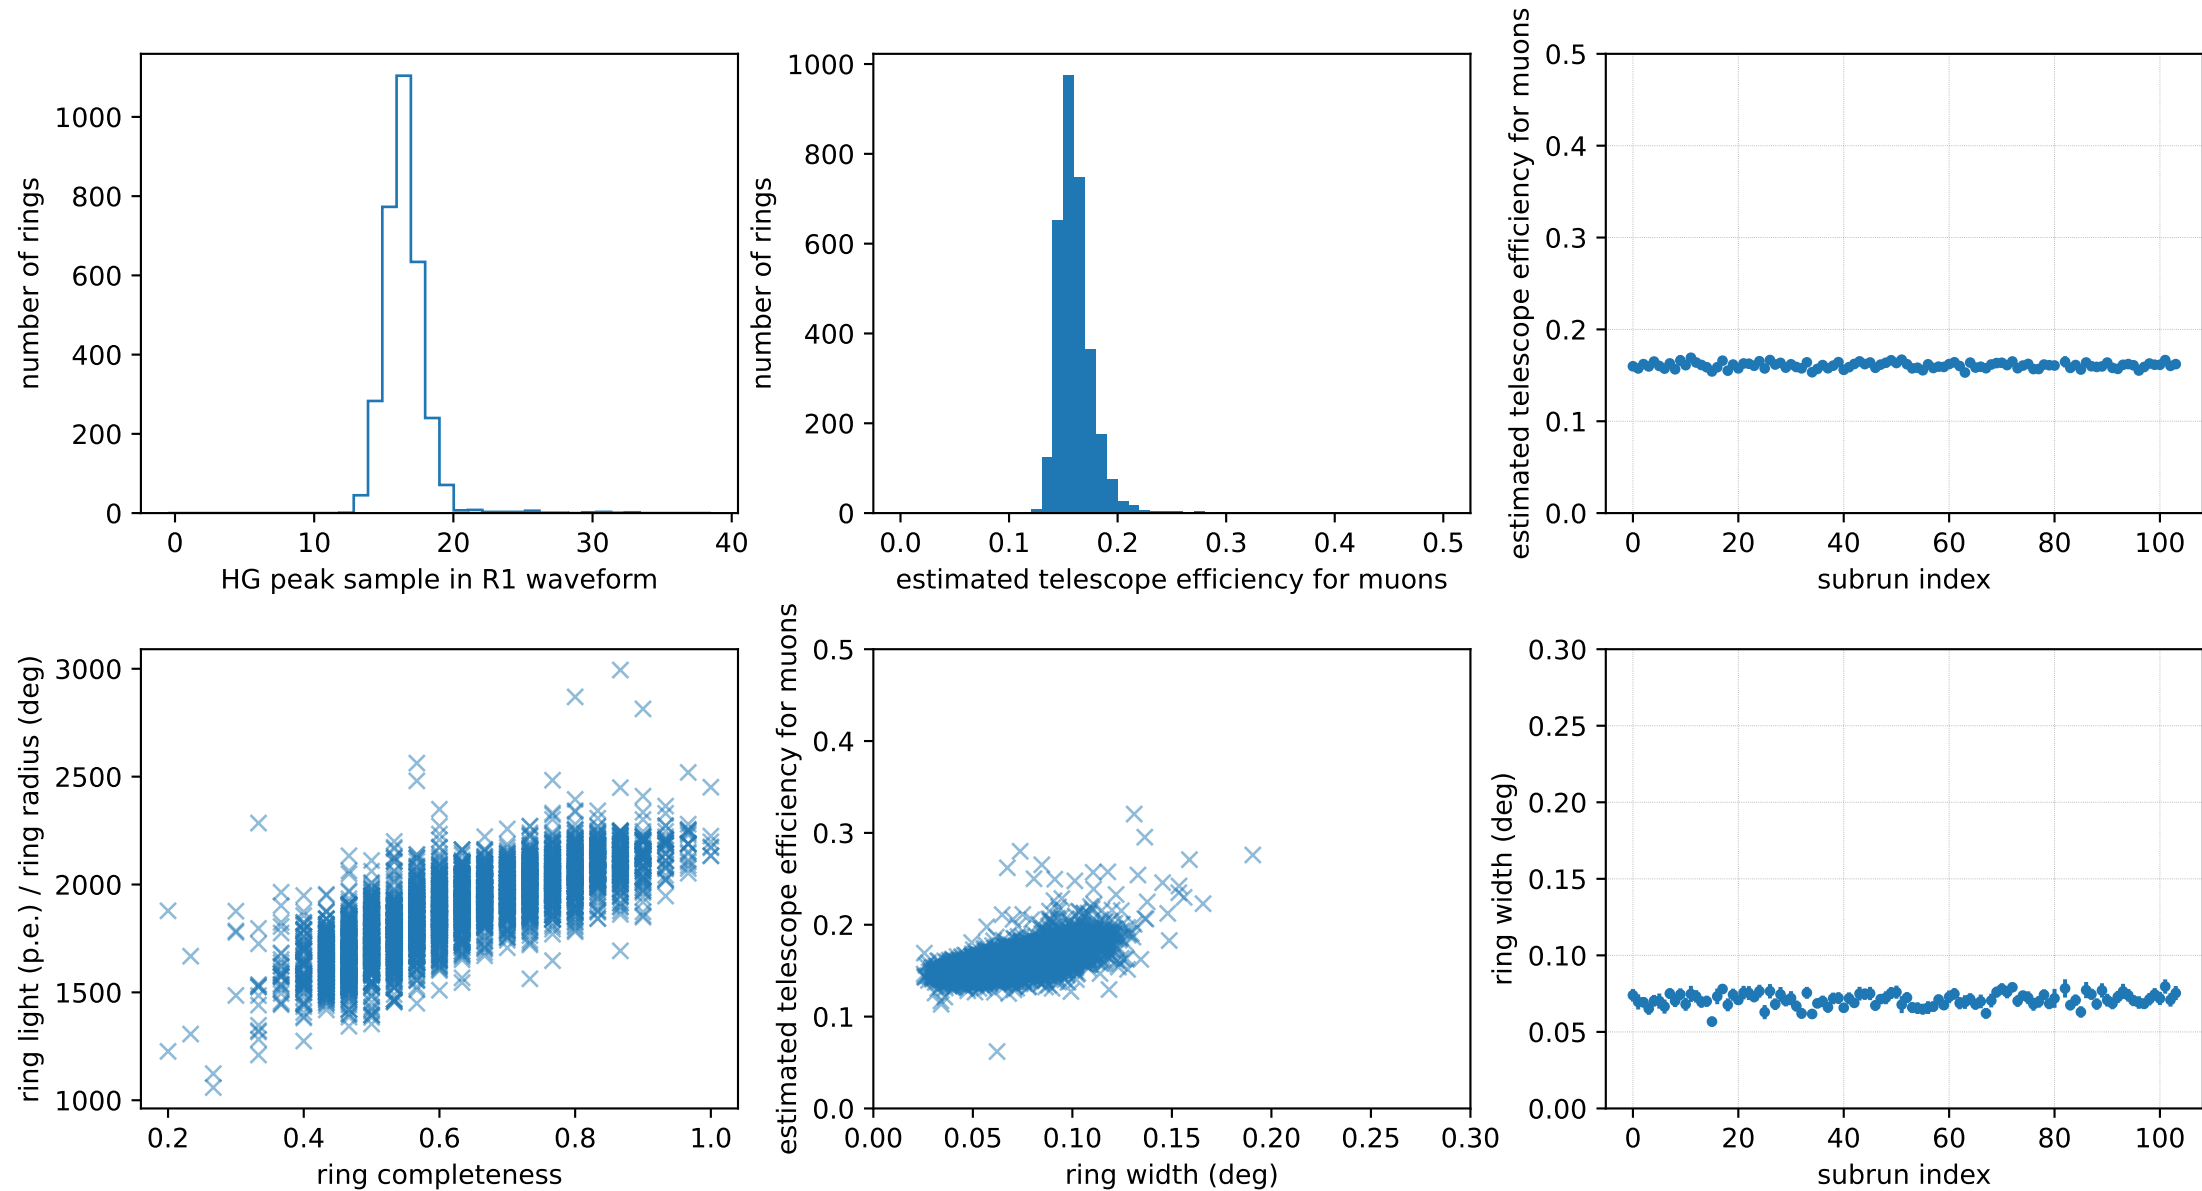 number of rings
1000
800
600
400
200
0
0 10 20 30 40
HG peak sample in R1 waveform
number of rings
1000
800
600
400
200
0
0.0 0.1 0.2 0.3 0.4 0.5
estimated telescope efficiency for muons
estimated telescope efficiency for muons
0.5
0.4
0.3
0.2
0.1
0.0
0 20 40 60 80 100
subrun index
ring light (p.e.) / ring radius (deg)
3000
2500
2000
1500
1000
0.2 0.4 0.6 0.8 1.0
ring completeness
estimated telescope efficiency for muons
0.5
0.4
0.3
0.2
0.1
0.0
0.00 0.05 0.10 0.15 0.20 0.25 0.30
ring width (deg)
ring width (deg)
0.30
0.25
0.20
0.15
0.10
0.05
0.00
0 20 40 60 80 100
subrun index